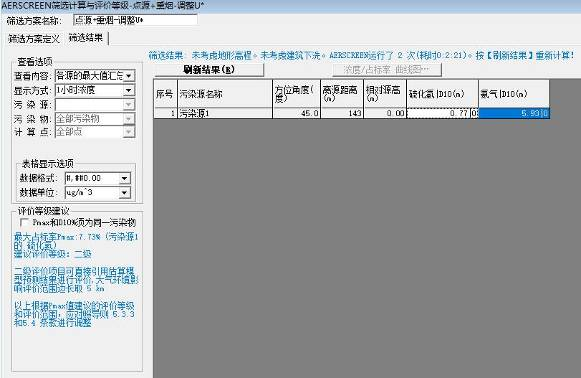 AERSCREEN筛选计算与评价等级-点源+重烟-调整U*
筛选方案名称: 点源+重烟-调整U*
筛选方案定义 筛选结果
筛选结果: 未考虑地形高程。未考虑建筑下洗。AERSCREEN运行了 2 次(耗时0:2:21)。按【刷新结果】重新计算!
查看选项
查看内容: 各源的最大值汇总
显示方式: 1小时浓度
污 染 源:
污 染 物: 全部污染物
计 算 点: 全部点
表格显示选项
数据格式: #,##0.00
数据单位: ug/m^3
评价等级建议
Pmax和D10%须为同一污染物
最大占标率Pmax:7.73% (污染源1
的 硫化氢)
建议评价等级: 二级
二级评价项目可直接引用估算模
型预测结果进行评价,大气环境影
响评价范围边长取 5 km
以上根据Pmax值建议的评价等级
和评价范围,应对照导则 5.3.3
和5.4 条款进行调整
刷新结果(R) 浓度/占标率 曲线图…
序号 污染源名称 方位角度(度) 离源距离(m) 相对源高(m) 硫化氢|D10(m) 氨气|D10(m)
1 污染源1 45.0 143 0.00 0.77|0 5.93|0